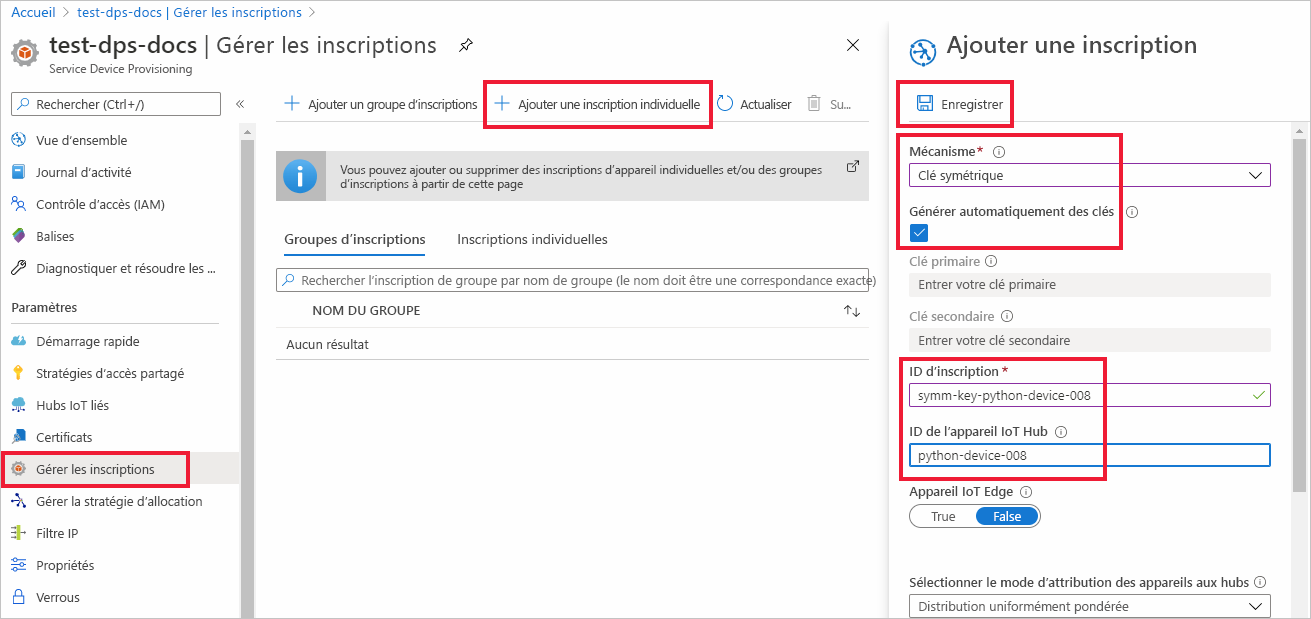 Accueil > test-dps-docs | Gérer les inscriptions >
test-dps-docs | Gérer les inscriptions
Service Device Provisioning
Rechercher (Ctrl+/)
«
Vue d'ensemble
Journal d'activité
Contrôle d'accès (IAM)
Balises
Diagnostiquer et résoudre les ...
Paramètres
Démarrage rapide
Stratégies d'accès partagé
Hubs IoT liés
Certificats
Gérer les inscriptions
Gérer la stratégie d'allocation
Filtre IP
Propriétés
Verrous
Ajouter un groupe d'inscriptions
Ajouter une inscription individuelle
Actualiser
Su...
Vous pouvez ajouter ou supprimer des inscriptions d'appareil individuelles et/ou des groupes
d'inscriptions à partir de cette page
Groupes d'inscriptions
Inscriptions individuelles
Rechercher l'inscription de groupe par nom de groupe (le nom doit être une correspondance exacte)
NOM DU GROUPE
Aucun résultat
Ajouter une inscription
Enregistrer
Mécanisme*
Clé symétrique
Générer automatiquement des clés
Clé primaire
Entrer votre clé primaire
Clé secondaire
Entrer votre clé secondaire
ID d'inscription *
symm-key-python-device-008
ID de l'appareil IoT Hub
python-device-008
Appareil IoT Edge
True
False
Sélectionner le mode d'attribution des appareils aux hubs
Distribution uniformément pondérée